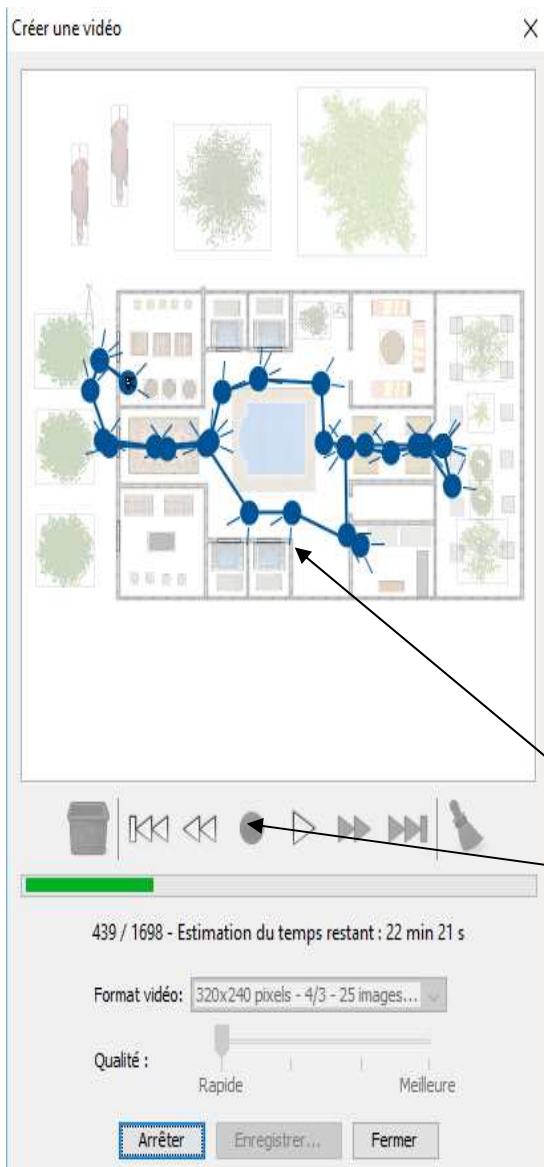 Créer une vidéo
439 / 1698 - Estimation du temps restant : 22 min 21 s
Format vidéo: 320x240 pixels - 4/3 - 25 images...
Qualité :
Rapide Meilleure
Arrêter Enregistrer... Fermer